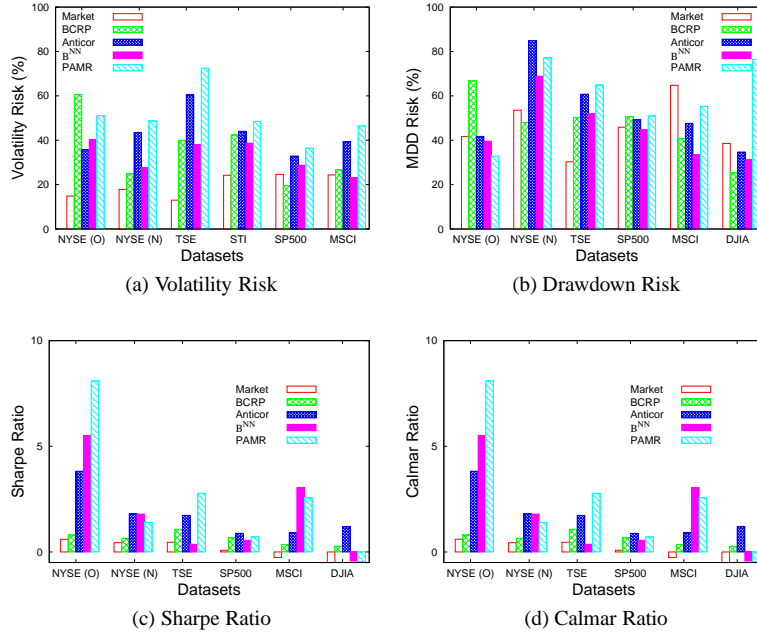 100
80
60
40
20
0
Volatility Risk (%)
Market
BCRP
Anticor
B^NN
PAMR
NYSE (O) NYSE (N) TSE STI SP500 MSCI
Datasets
(a) Volatility Risk
100
80
60
40
20
0
MDD Risk (%)
Market
BCRP
Anticor
B^NN
PAMR
NYSE (O) NYSE (N) TSE SP500 MSCI DJIA
Datasets
(b) Drawdown Risk
10
5
0
Sharpe Ratio
Market
BCRP
Anticor
B^NN
PAMR
NYSE (O) NYSE (N) TSE SP500 MSCI DJIA
Datasets
(c) Sharpe Ratio
10
5
0
Calmar Ratio
Market
BCRP
Anticor
B^NN
PAMR
NYSE (O) NYSE (N) TSE SP500 MSCI DJIA
Datasets
(d) Calmar Ratio